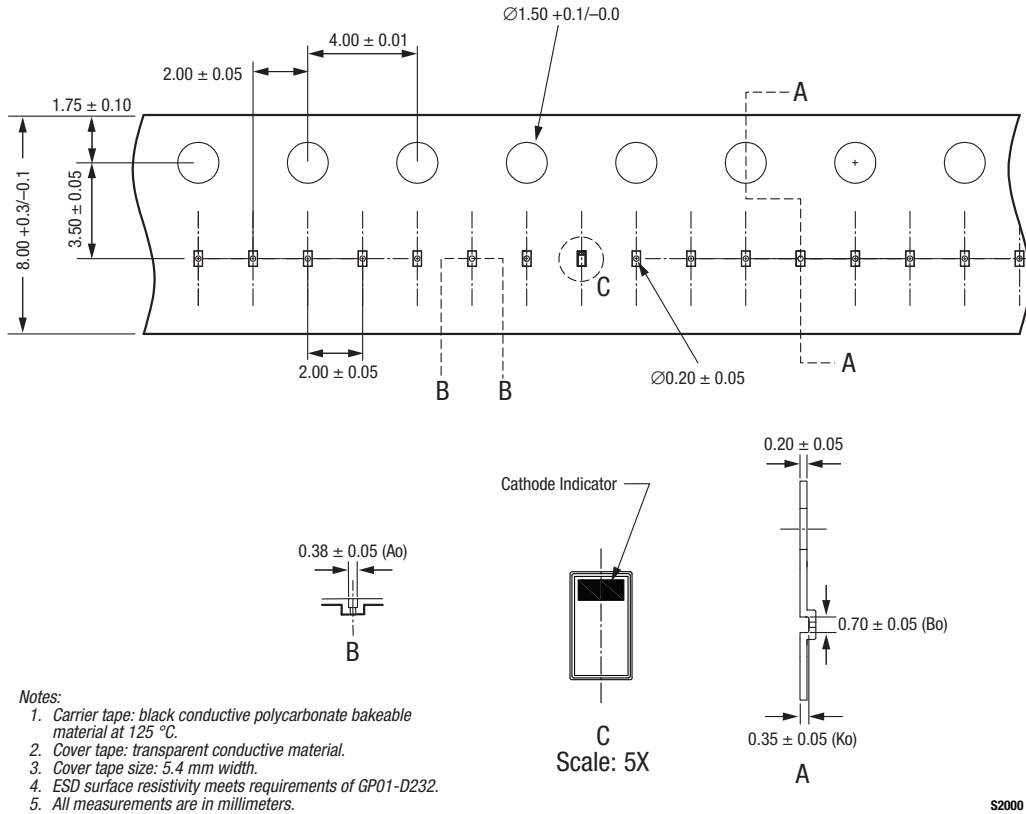 ∅1.50 +0.1/–0.0
4.00 ± 0.01
2.00 ± 0.05
1.75 ± 0.10
A
8.00 +0.3/–0.1
3.50 ± 0.05
C
2.00 ± 0.05
B
B
∅0.20 ± 0.05
A
0.20 ± 0.05
Cathode Indicator
0.38 ± 0.05 (Ao)
0.70 ± 0.05 (Bo)
B
C
Scale: 5X
0.35 ± 0.05 (Ko)
A
Notes:
1. Carrier tape: black conductive polycarbonate bakeable
material at 125 °C.
2. Cover tape: transparent conductive material.
3. Cover tape size: 5.4 mm width.
4. ESD surface resistivity meets requirements of GP01-D232.
5. All measurements are in millimeters.
S2000